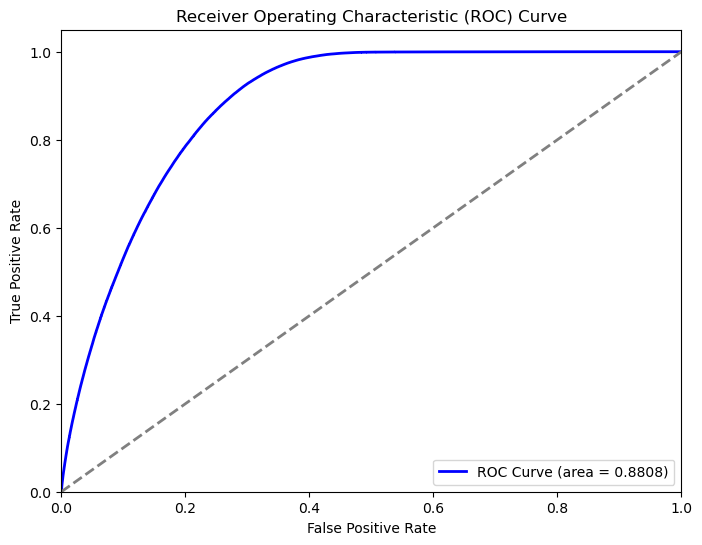 Receiver Operating Characteristic (ROC) Curve
1.0
0.8
0.6
0.4
0.2
0.0
True Positive Rate
ROC Curve (area = 0.8808)
0.0 0.2 0.4 0.6 0.8 1.0
False Positive Rate